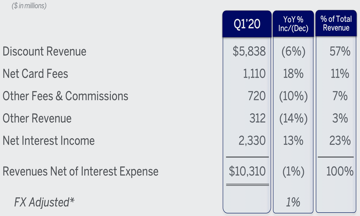 ($ in millions)
Q1'20 YoY % Inc/(Dec) % of Total Revenue
Discount Revenue $5,838 (6%) 57%
Net Card Fees 1,110 18% 11%
Other Fees & Commissions 720 (10%) 7%
Other Revenue 312 (14%) 3%
Net Interest Income 2,330 13% 23%
Revenues Net of Interest Expense $10,310 (1%) 100%
FX Adjusted* 1%